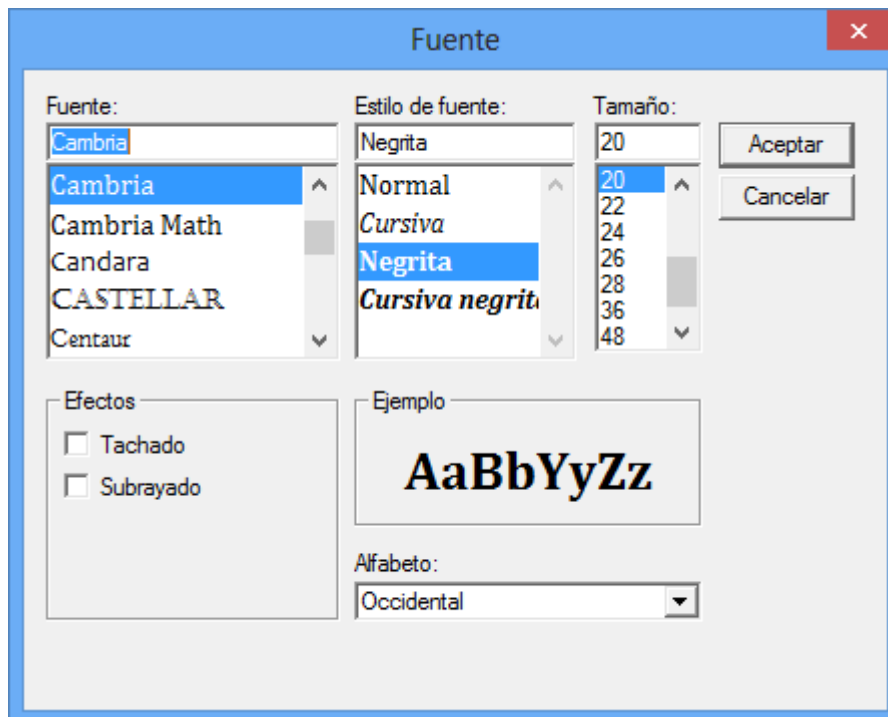 Fuente
Fuente:
Cambria
Cambria
Cambria Math
Candara
CASTELLAR
Centaur
Estilo de fuente:
Negrita
Normal
Cursiva
Negrita
Cursiva negrit
Tamaño:
20
20
22
24
26
28
36
48
Aceptar
Cancelar
Efectos
Tachado
Subrayado
Ejemplo
AaBbYyZz
Alfabeto:
Occidental